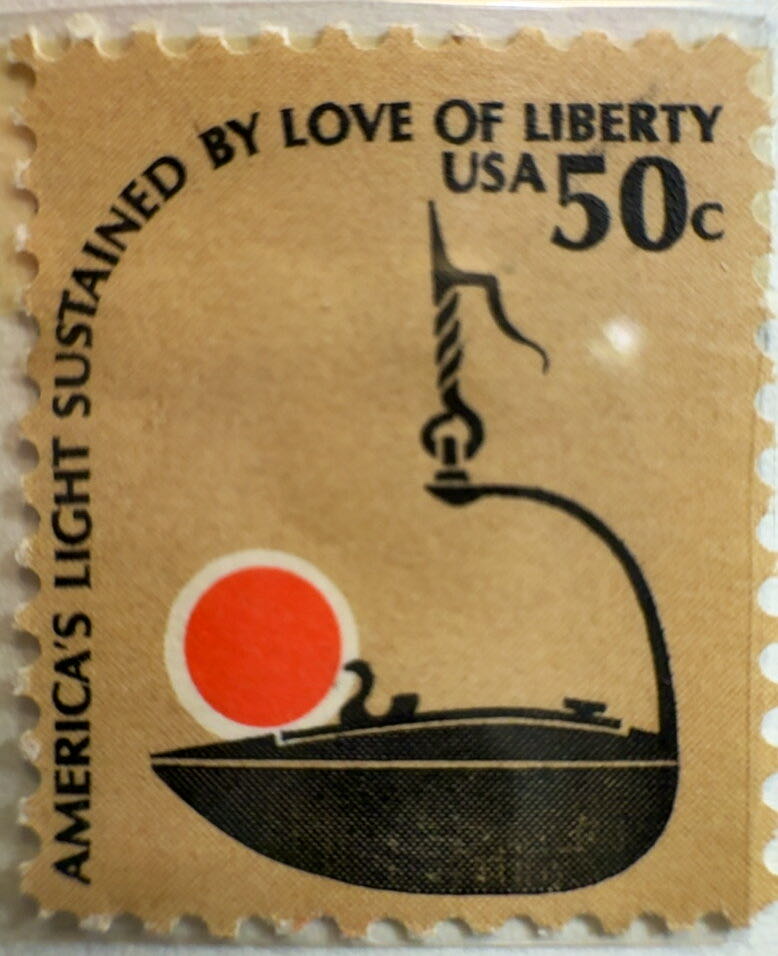 AMERICA'S LIGHT SUSTAINED BY LOVE OF LIBERTY
USA 50c